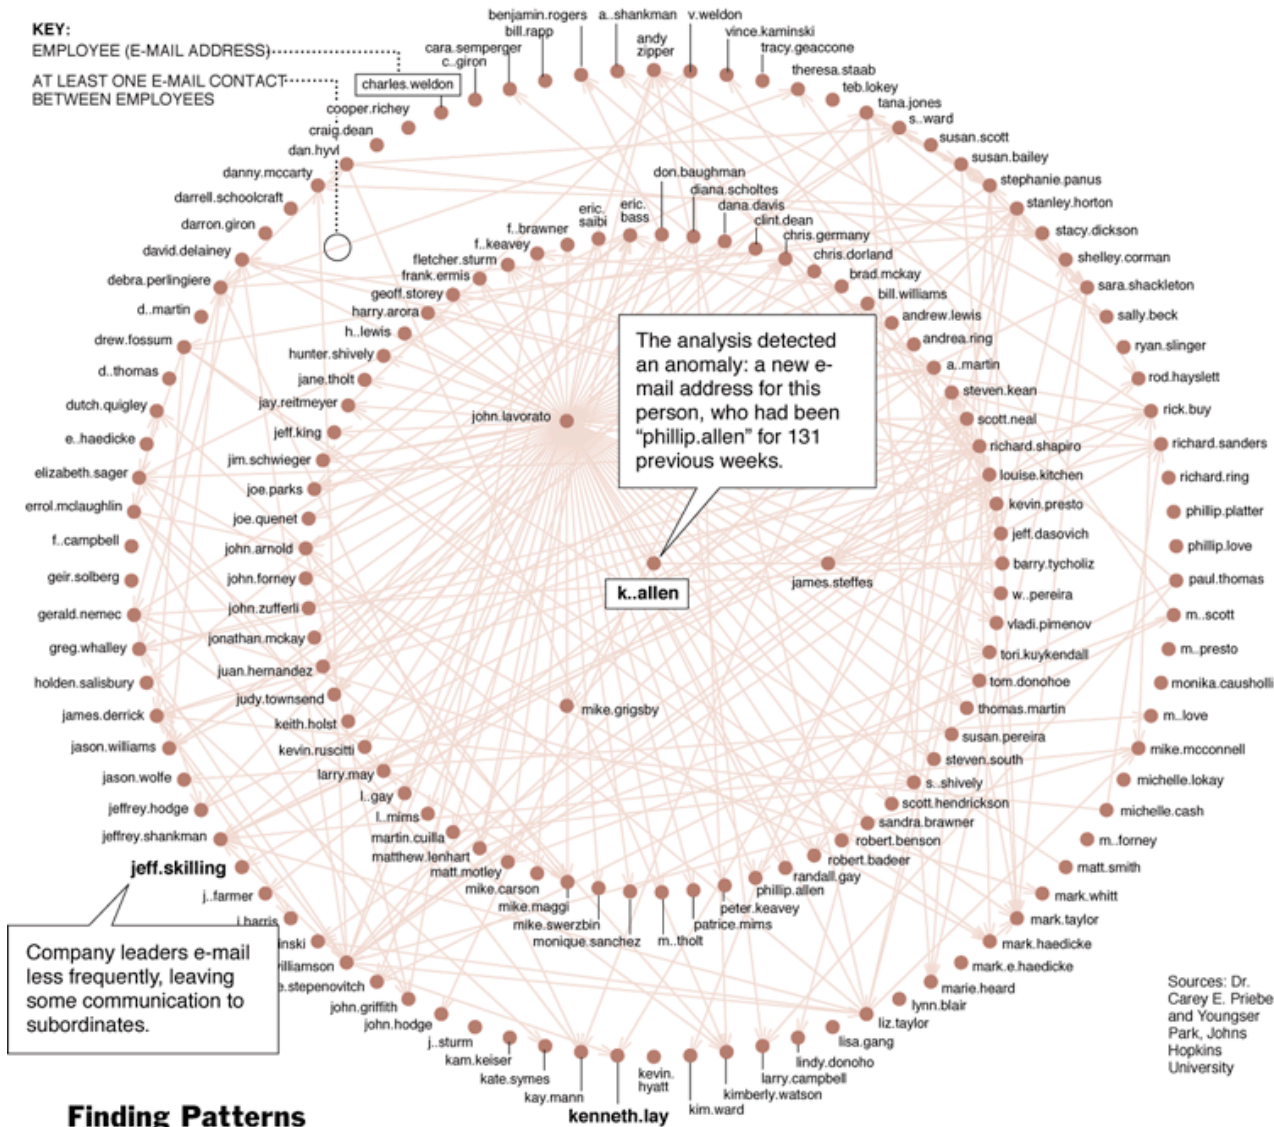 KEY:
EMPLOYEE (E-MAIL ADDRESS)
AT LEAST ONE E-MAIL CONTACT
BETWEEN EMPLOYEES
benjamin.rogers
a..shankman
v.weldon
bill.rapp
andy
zipper
vince.kaminski
cara.semperger
tracy.geaccone
c..giron
theresa.staab
charles.weldon
teb.lokey
cooper.richey
tana.jones
craig.dean
s..ward
dan.hyvl
susan.scott
danny.mccarty
susan.bailey
darrell.schoolcraft
stephanie.panus
darron.giron
stanley.horton
david.delainey
stacy.dickson
debra.perlingiere
shelley.corman
d..martin
sara.shackleton
drew.fossum
sally.beck
d..thomas
ryan.slinger
dutch.quigley
rod.hayslett
e..haedicke
rick.buy
elizabeth.sager
richard.sanders
errol.mclaughlin
richard.ring
f..campbell
phillip.platter
geir.solberg
phillip.love
gerald.nemec
paul.thomas
greg.whalley
m..scott
holden.salisbury
m..presto
james.derrick
monika.causholli
jason.williams
m..love
jason.wolfe
mike.mcconnell
jeffrey.hodge
michelle.lokay
jeffrey.shankman
michelle.cash
jeff.skilling
m..forney
j..farmer
matt.smith
j.harris
mark.whitt
inski
mark.taylor
illiamson
mark.haedicke
e.stepenovitch
mark.e.haedicke
john.griffith
marie.heard
john.hodge
lynn.blair
j..sturm
liz.taylor
kam.keiser
lisa.gang
kate.symes
lindy.donoho
kay.mann
larry.campbell
kenneth.lay
kimberly.watson
kevin.
hyatt
kim.ward
don.baughman
diana.scholtes
eric.
bass
dana.davis
eric.
saibi
clint.dean
f..brawner
chris.germany
f..keavey
chris.dorland
fletcher.sturm
brad.mckay
frank.ermis
bill.williams
geoff.storey
andrew.lewis
harry.arora
andrea.ring
h..lewis
a..martin
hunter.shively
steven.kean
jane.tholt
scott.neal
jay.reitmeyer
richard.shapiro
jeff.king
louise.kitchen
jim.schwieger
kevin.presto
joe.parks
jeff.dasovich
joe.quenet
barry.tycholiz
john.arnold
w..pereira
john.forney
vladi.pimenov
john.zufferli
tori.kuykendall
jonathan.mckay
tom.donohoe
juan.hernandez
thomas.martin
judy.townsend
susan.pereira
keith.holst
steven.south
kevin.ruscitti
s..shively
larry.may
scott.hendrickson
l..gay
sandra.brawner
l..mims
robert.benson
martin.cuilla
robert.badeer
matthew.lenhart
randall.gay
matt.motley
phillip.allen
mike.carson
peter.keavey
mike.maggi
patrice.mims
mike.swerzbin
m..tholt
monique.sanchez
john.lavorato
The analysis detected
an anomaly: a new e-
mail address for this
person, who had been
“phillip.allen” for 131
previous weeks.
k..allen
james.steffes
mike.grigsby
Company leaders e-mail
less frequently, leaving
some communication to
subordinates.
Sources: Dr.
Carey E. Priebe
and Youngser
Park, Johns
Hopkins
University
Finding Patterns